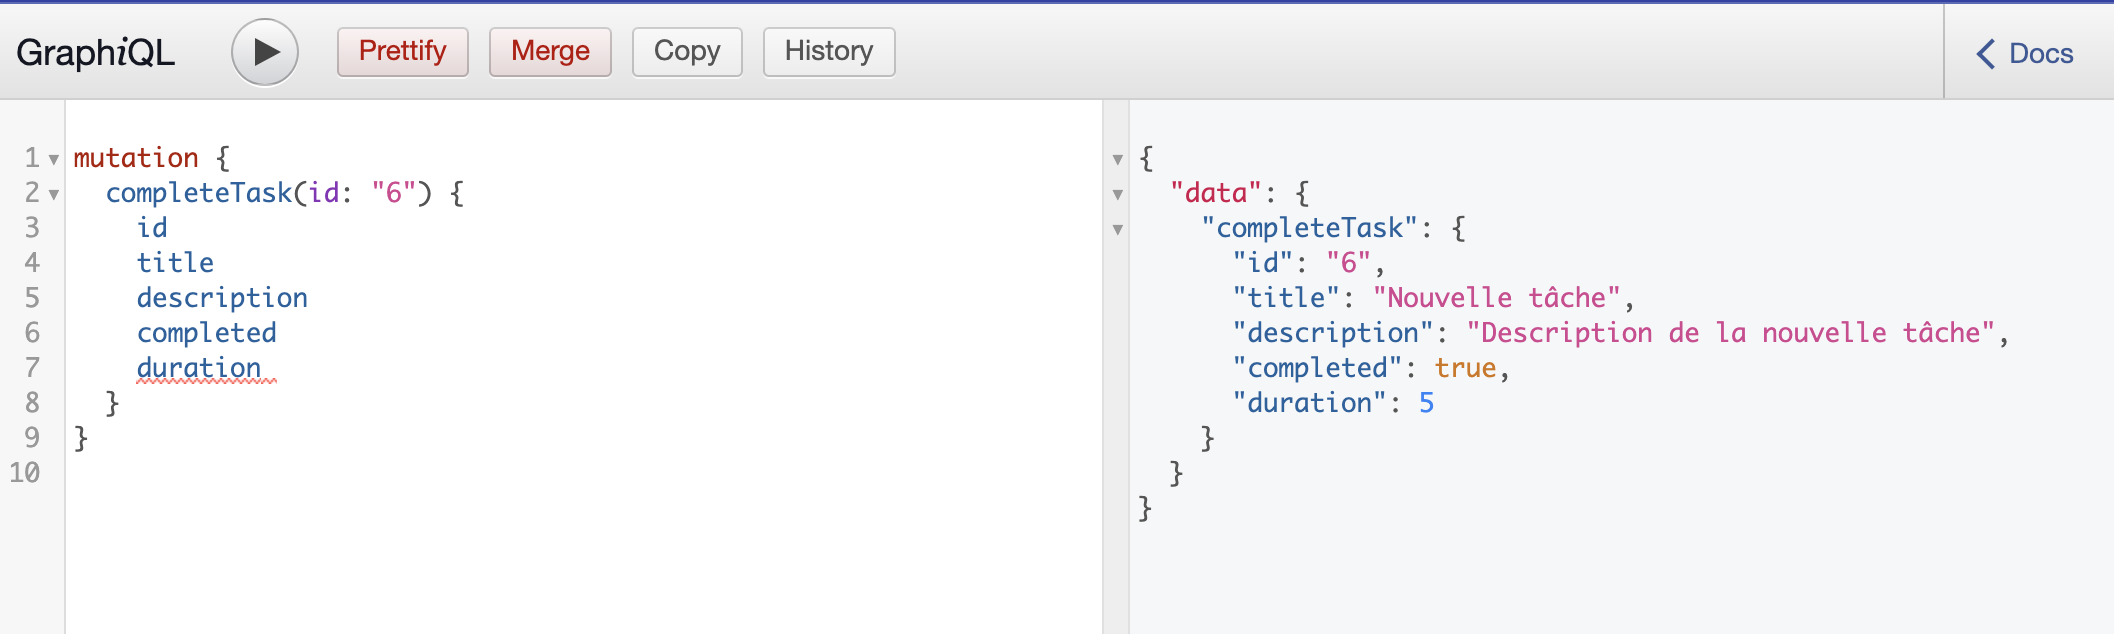 GraphiQL Prettify Merge Copy History Docs
1 mutation {
2 completeTask(id: "6") {
3 id
4 title
5 description
6 completed
7 duration
8 }
9 }
10
{
"data": {
"completeTask": {
"id": "6",
"title": "Nouvelle tâche",
"description": "Description de la nouvelle tâche",
"completed": true,
"duration": 5
}
}
}